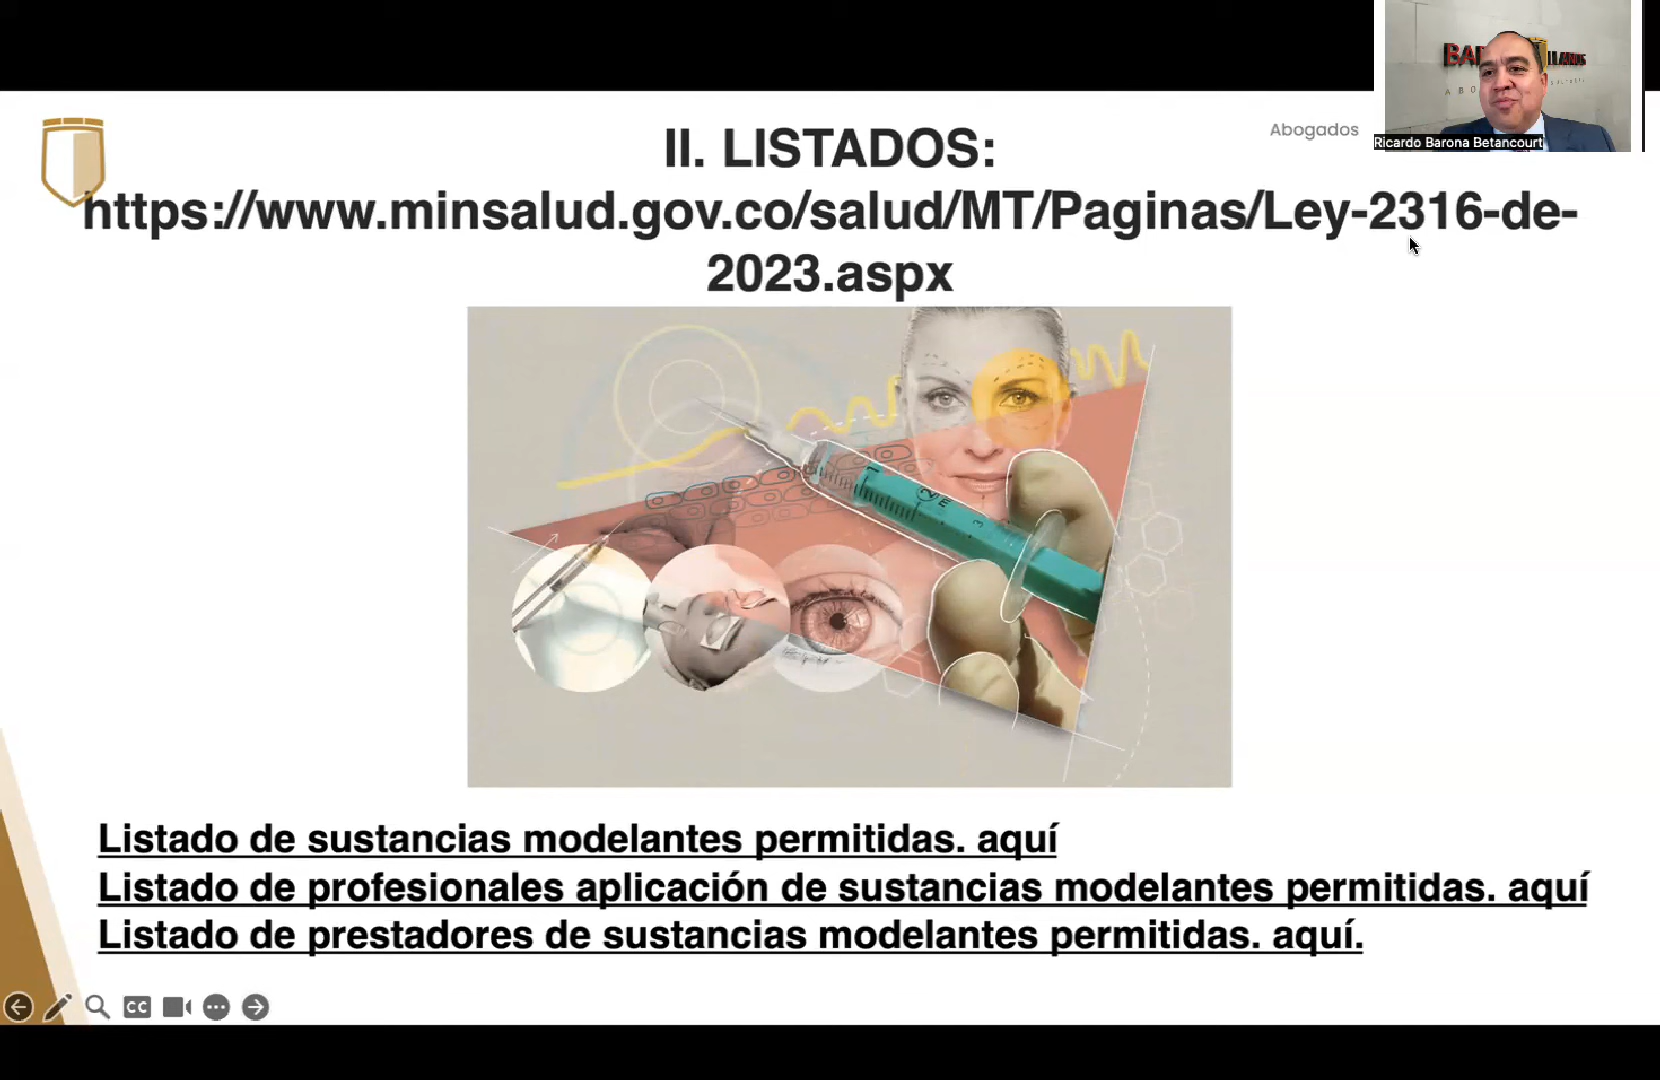 II. LISTADOS:
https://www.minsalud.gov.co/salud/MT/Paginas/Ley-2316-de-
2023.aspx
Abogados
Ricardo Barona Betancourt
Listado de sustancias modelantes permitidas. aquí
Listado de profesionales aplicación de sustancias modelantes permitidas. aquí
Listado de prestadores de sustancias modelantes permitidas. aquí.
CC